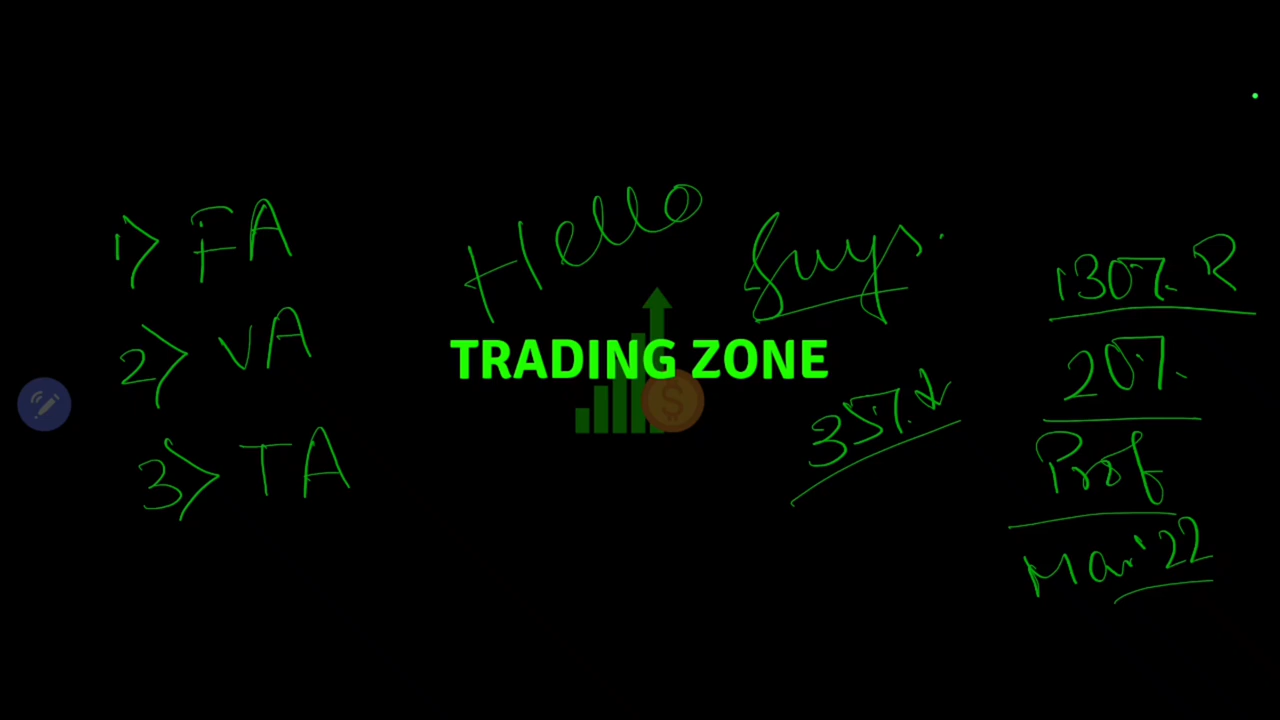 1> FA
2> VA
3> TA
Hello Guys.
TRADING ZONE
$
35%
130% R
20%
Prof
Mar'22